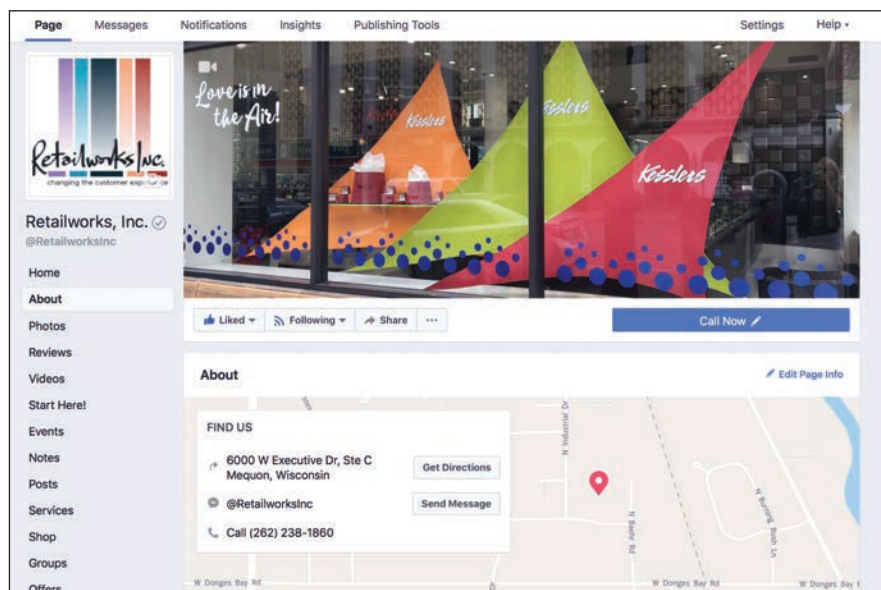 Page Messages Notifications Insights Publishing Tools Settings Help
Love is in
the Air!
Kesslers
Kesslers
Kesslers
Retailworks Inc.
changing the customer experience
Retailworks, Inc.
@RetailworksInc
Home
About
Photos
Reviews
Videos
Start Here!
Events
Notes
Posts
Services
Shop
Groups
Offers
Liked Following Share ...
Call Now
About
Edit Page Info
FIND US
6000 W Executive Dr, Ste C
Mequon, Wisconsin
Get Directions
@RetailworksInc
Send Message
Call (262) 238-1860
N Industrial Dr
N Baehr Rd
N Burning Bush Ln
W Donges Bay Rd
W Donges Bay Rd
W Donges Bay